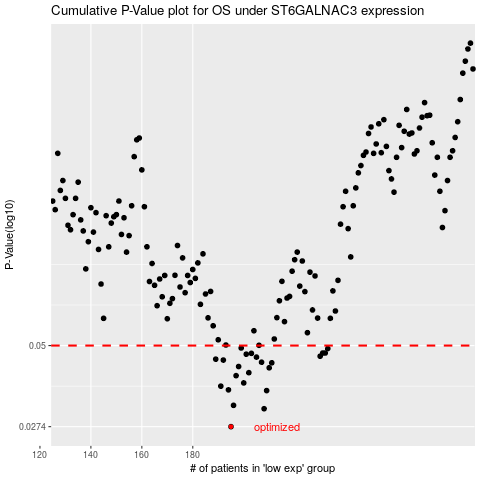 Cumulative P-Value plot for OS under ST6GALNAC3 expression
P-Value(log10)
0.05
0.0274
optimized
120 140 160 180
# of patients in 'low exp' group